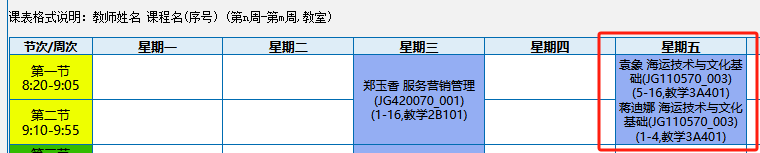 课表格式说明: 教师姓名 课程名(序号) (第n周-第m周,教室)
节次/周次 星期一 星期二 星期三 星期四 星期五
第一节
8:20-9:05
第二节
9:10-9:55
郑玉香 服务营销管理
(JG420070_001)
(1-16,教学2B101)
袁象 海运技术与文化基
础(JG110570_003)
(5-16,教学3A401)
蒋迪娜 海运技术与文化
基础(JG110570_003)
(1-4,教学3A401)